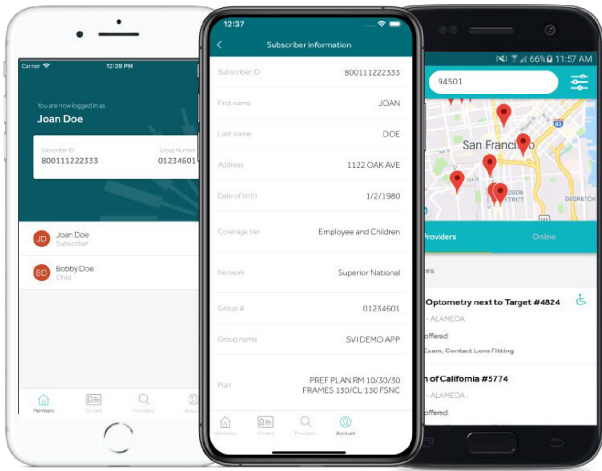 Carrier
12:39 PM
You are now logged in as
Joan Doe
Subscriber ID
Group Number
800111222333
01234601
JD
Joan Doe
Subscriber
BD
Bobby Doe
Child
Members
ID card
Providers
12:37
Subscriber information
Subscriber ID
800111222333
First name
JOAN
Last name
DOE
Address
1122 OAK AVE
Date of birth
1/2/1980
Coverage tier
Employee and Children
Network
Superior National
Group #
01234601
Group name
SVI DEMO APP
Plan
PREF PLAN RM 10/30/30
FRAMES 130/CL 130 FSNC
Members
ID card
Providers
Account
66% 11:57 AM
94501
San Francisco
DOGPATCH
Providers
Online
Optometry next to Target #4824
- ALAMEDA
offered:
Exam, Contact Lens Fitting
of California #5774
- ALAMEDA
offered: